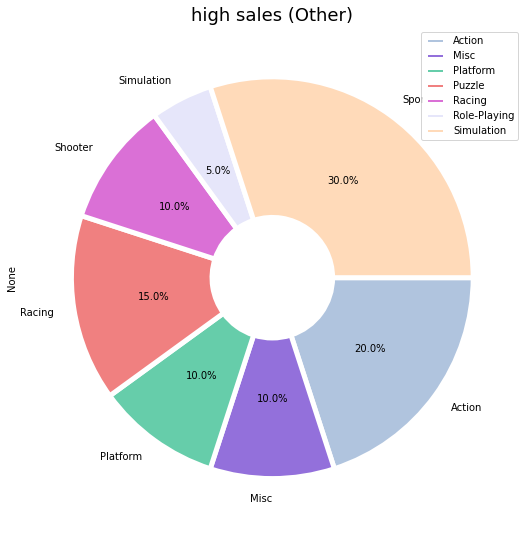 high sales (Other)
Action
Misc
Platform
Puzzle
Racing
Role-Playing
Simulation
Simulation
Shooter
Racing
Platform
Misc
Action
None
5.0%
30.0%
10.0%
15.0%
10.0%
10.0%
20.0%